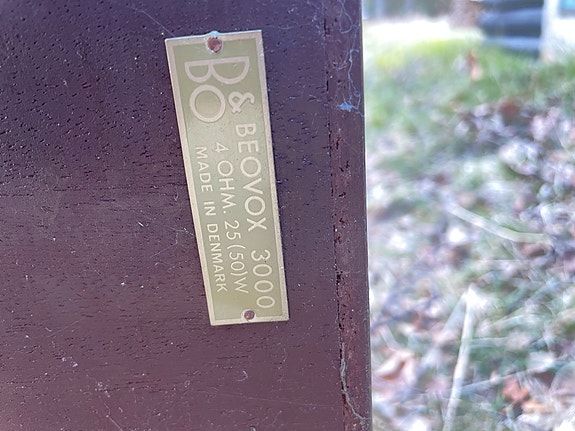 B&O
BEOVOX 3000
4 OHM. 25(50)W
MADE IN DENMARK